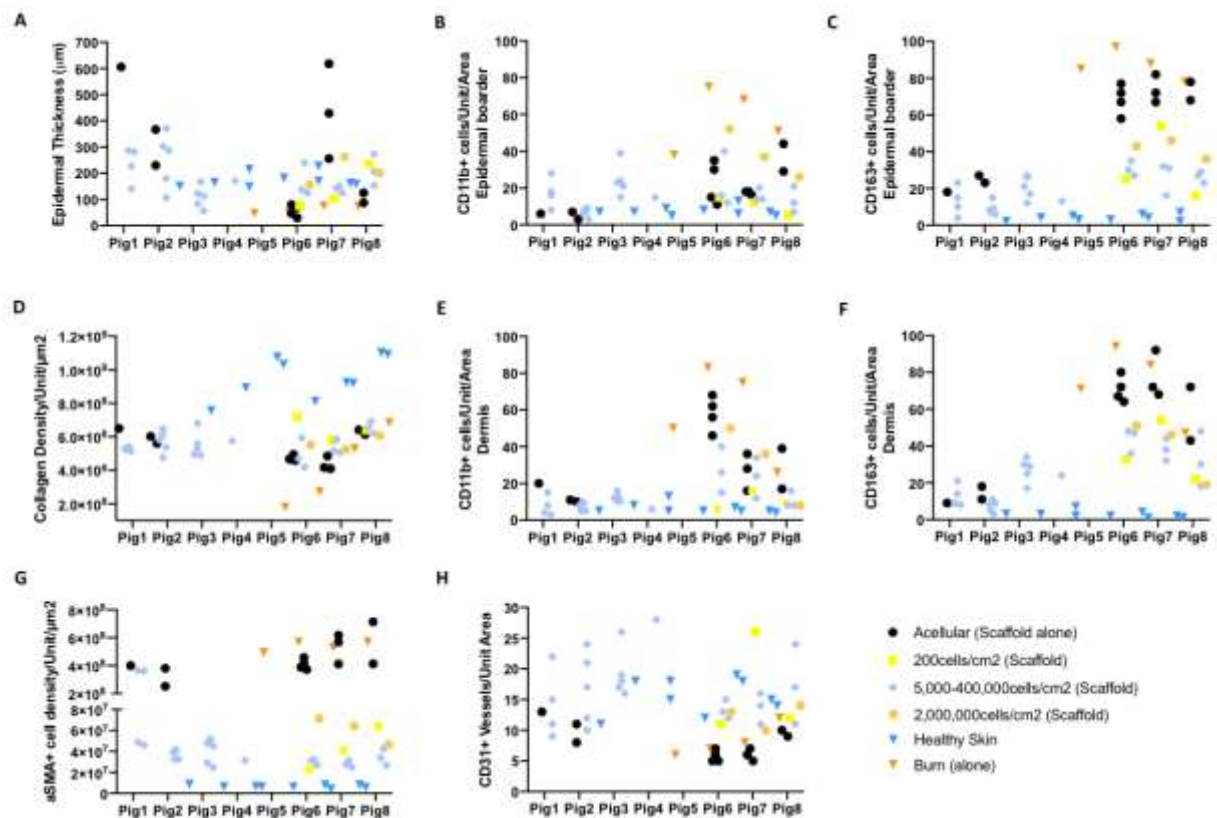 A
Epidermal Thickness (µm)
700
600
500
400
300
200
100
0
Pig1 Pig2 Pig3 Pig4 Pig5 Pig6 Pig7 Pig8
B
CD11b+ cells/Unit/Area
Epidermal boarder
100
80
60
40
20
0
Pig1 Pig2 Pig3 Pig4 Pig5 Pig6 Pig7 Pig8
C
CD163+ cells/Unit/Area
Epidermal boarder
100
80
60
40
20
0
Pig1 Pig2 Pig3 Pig4 Pig5 Pig6 Pig7 Pig8
D
Collagen Density/Unit/µm2
1.2×10⁸
1.0×10⁸
8.0×10⁶
6.0×10⁶
4.0×10⁶
2.0×10⁶
Pig1 Pig2 Pig3 Pig4 Pig5 Pig6 Pig7 Pig8
E
CD11b+ cells/Unit/Area
Dermis
100
80
60
40
20
0
Pig1 Pig2 Pig3 Pig4 Pig5 Pig6 Pig7 Pig8
F
CD163+ cells/Unit/Area
Dermis
100
80
60
40
20
0
Pig1 Pig2 Pig3 Pig4 Pig5 Pig6 Pig7 Pig8
G
aSMA+ cell density/Unit/µm2
8×10⁸
6×10⁸
4×10⁸
2×10⁸
8×10⁷
6×10⁷
4×10⁷
2×10⁷
0
Pig1 Pig2 Pig3 Pig4 Pig5 Pig6 Pig7 Pig8
H
CD31+ Vessels/Unit Area
30
25
20
15
10
5
0
Pig1 Pig2 Pig3 Pig4 Pig5 Pig6 Pig7 Pig8
Acellular (Scaffold alone)
200cells/cm2 (Scaffold)
5,000-400,000cells/cm2 (Scaffold)
2,000,000cells/cm2 (Scaffold)
Healthy Skin
Burn (alone)